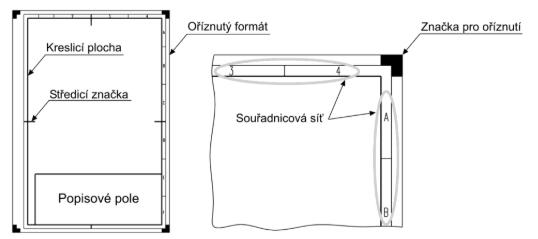 Oříznutý formát
Kreslicí plocha
Středicí značka
Popisové pole
Značka pro oříznutí
3
4
Souřadnicová síť
A
B